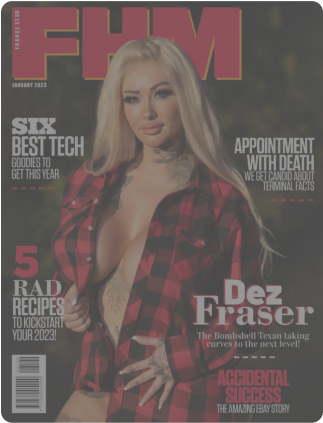 FRANCE CLUB
FHM
JANUARY 2023
SIX
BEST TECH
GOODIES TO
GET THIS YEAR
APPOINTMENT
WITH DEATH
WE GET CANDID ABOUT
TERMINAL FACTS
5
RAD
RECIPES
TO KICKSTART
YOUR 2023!
Dez
Fraser
The Bombshell Texan taking
curves to the next level!
ACCIDENTAL
SUCCESS
THE AMAZING EBAY STORY